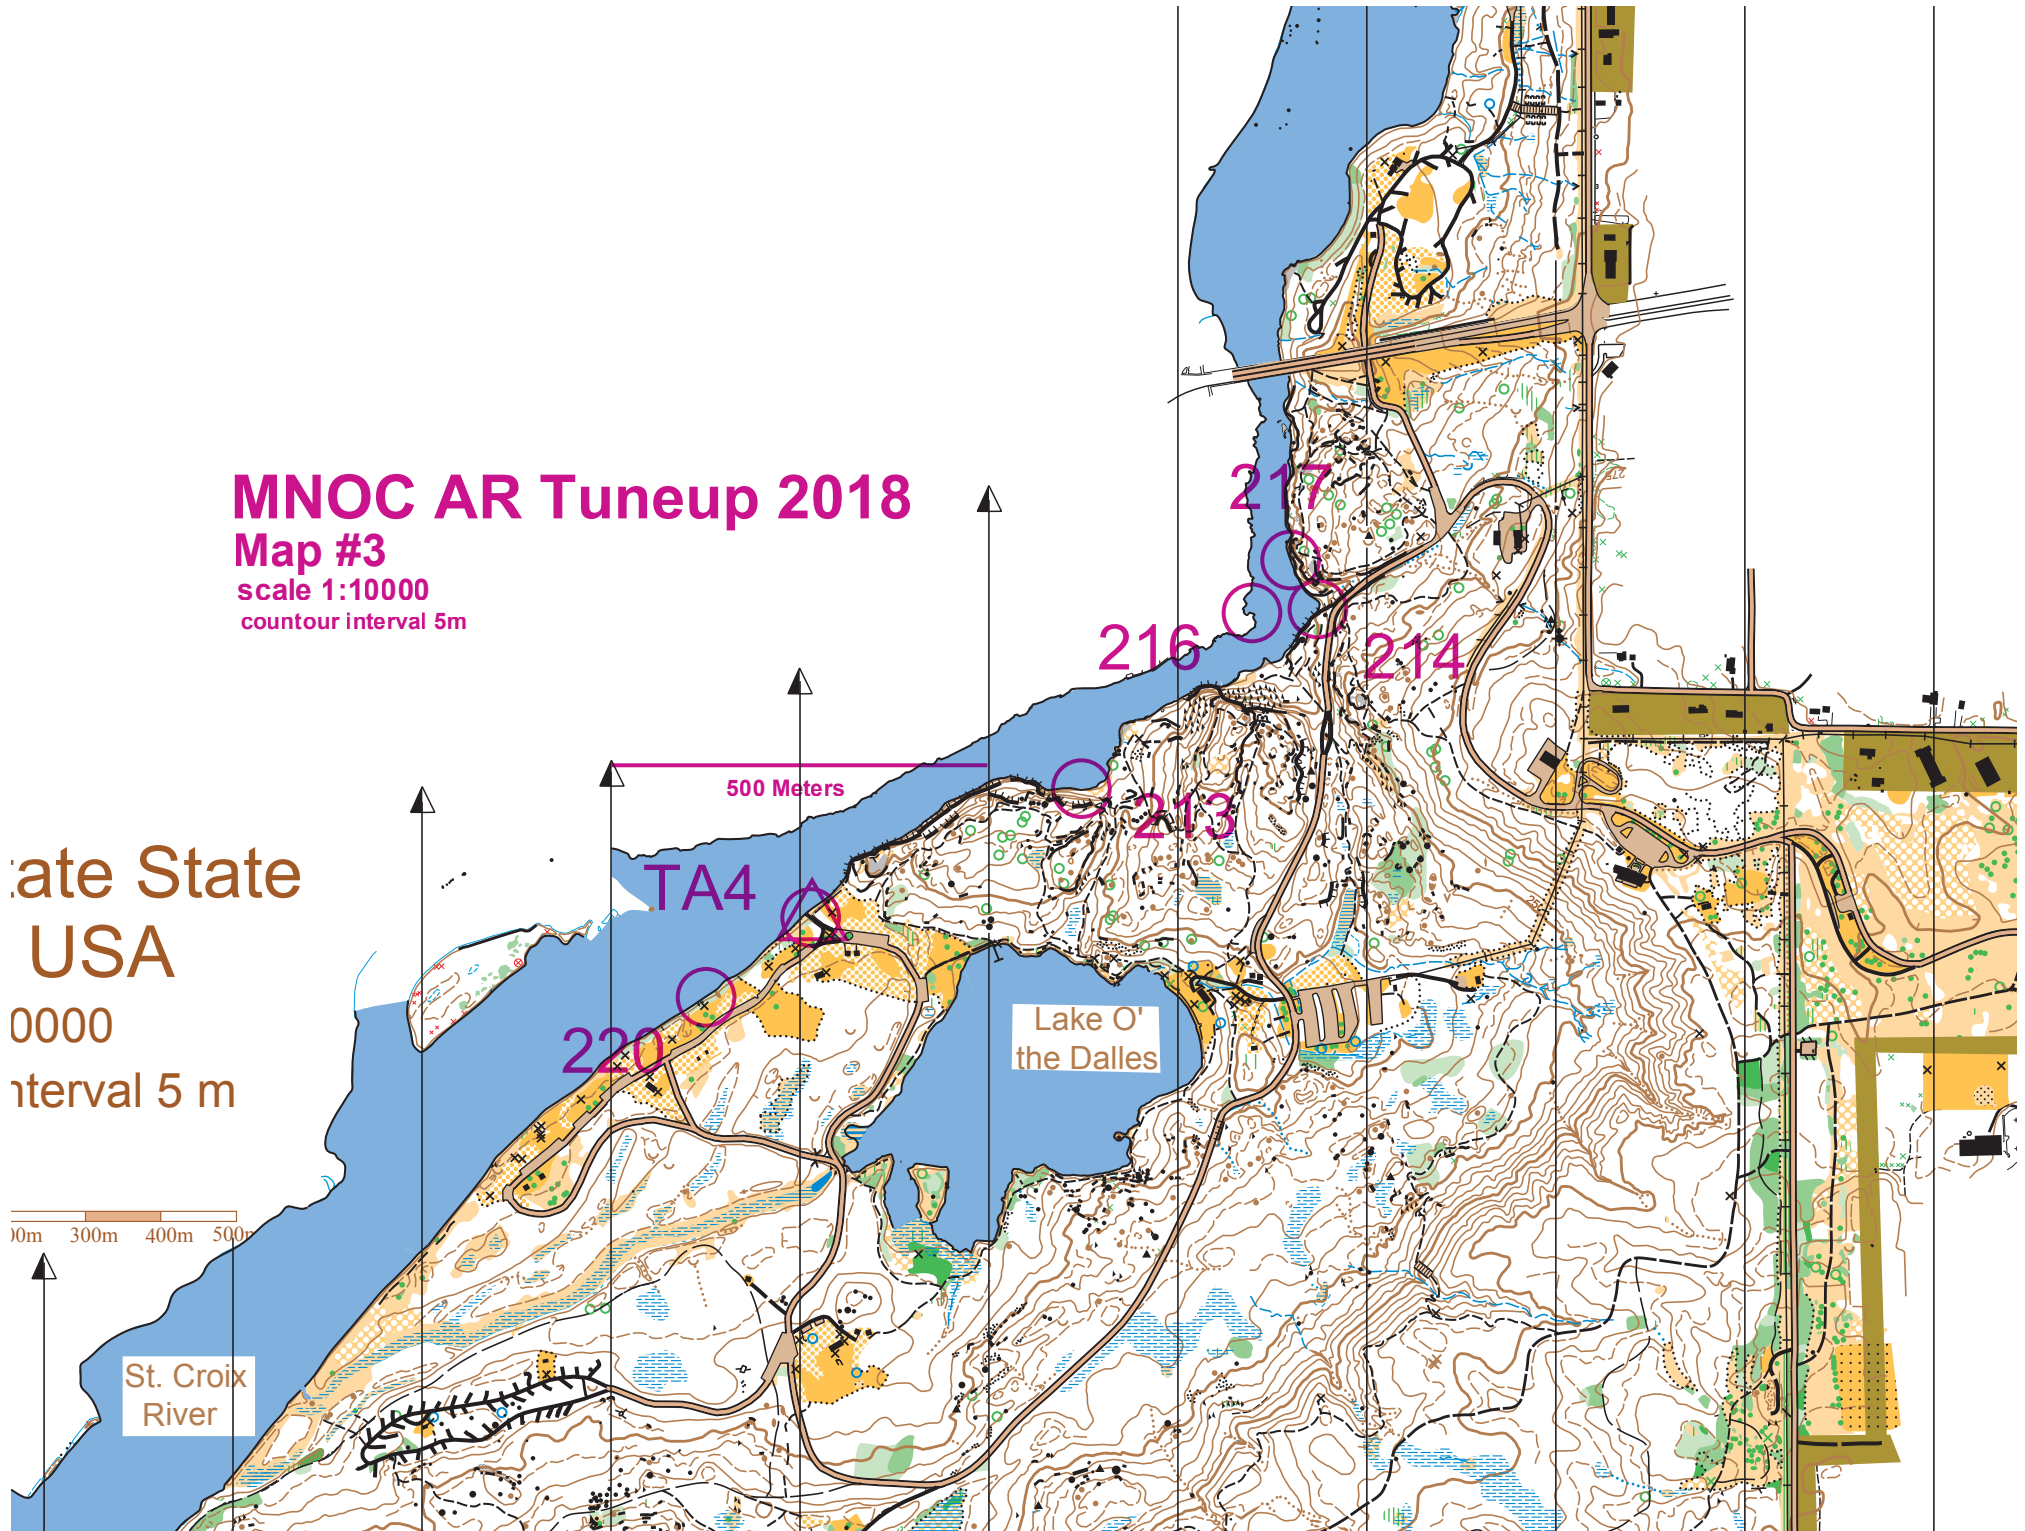 MNOC AR Tuneup 2018
Map #3
scale 1:10000
countour interval 5m
217
216
214
500 Meters
213
TA4
ate State
USA
0000
nterval 5 m
220
Lake O'
the Dalles
00m 300m 400m 500m
St. Croix
River